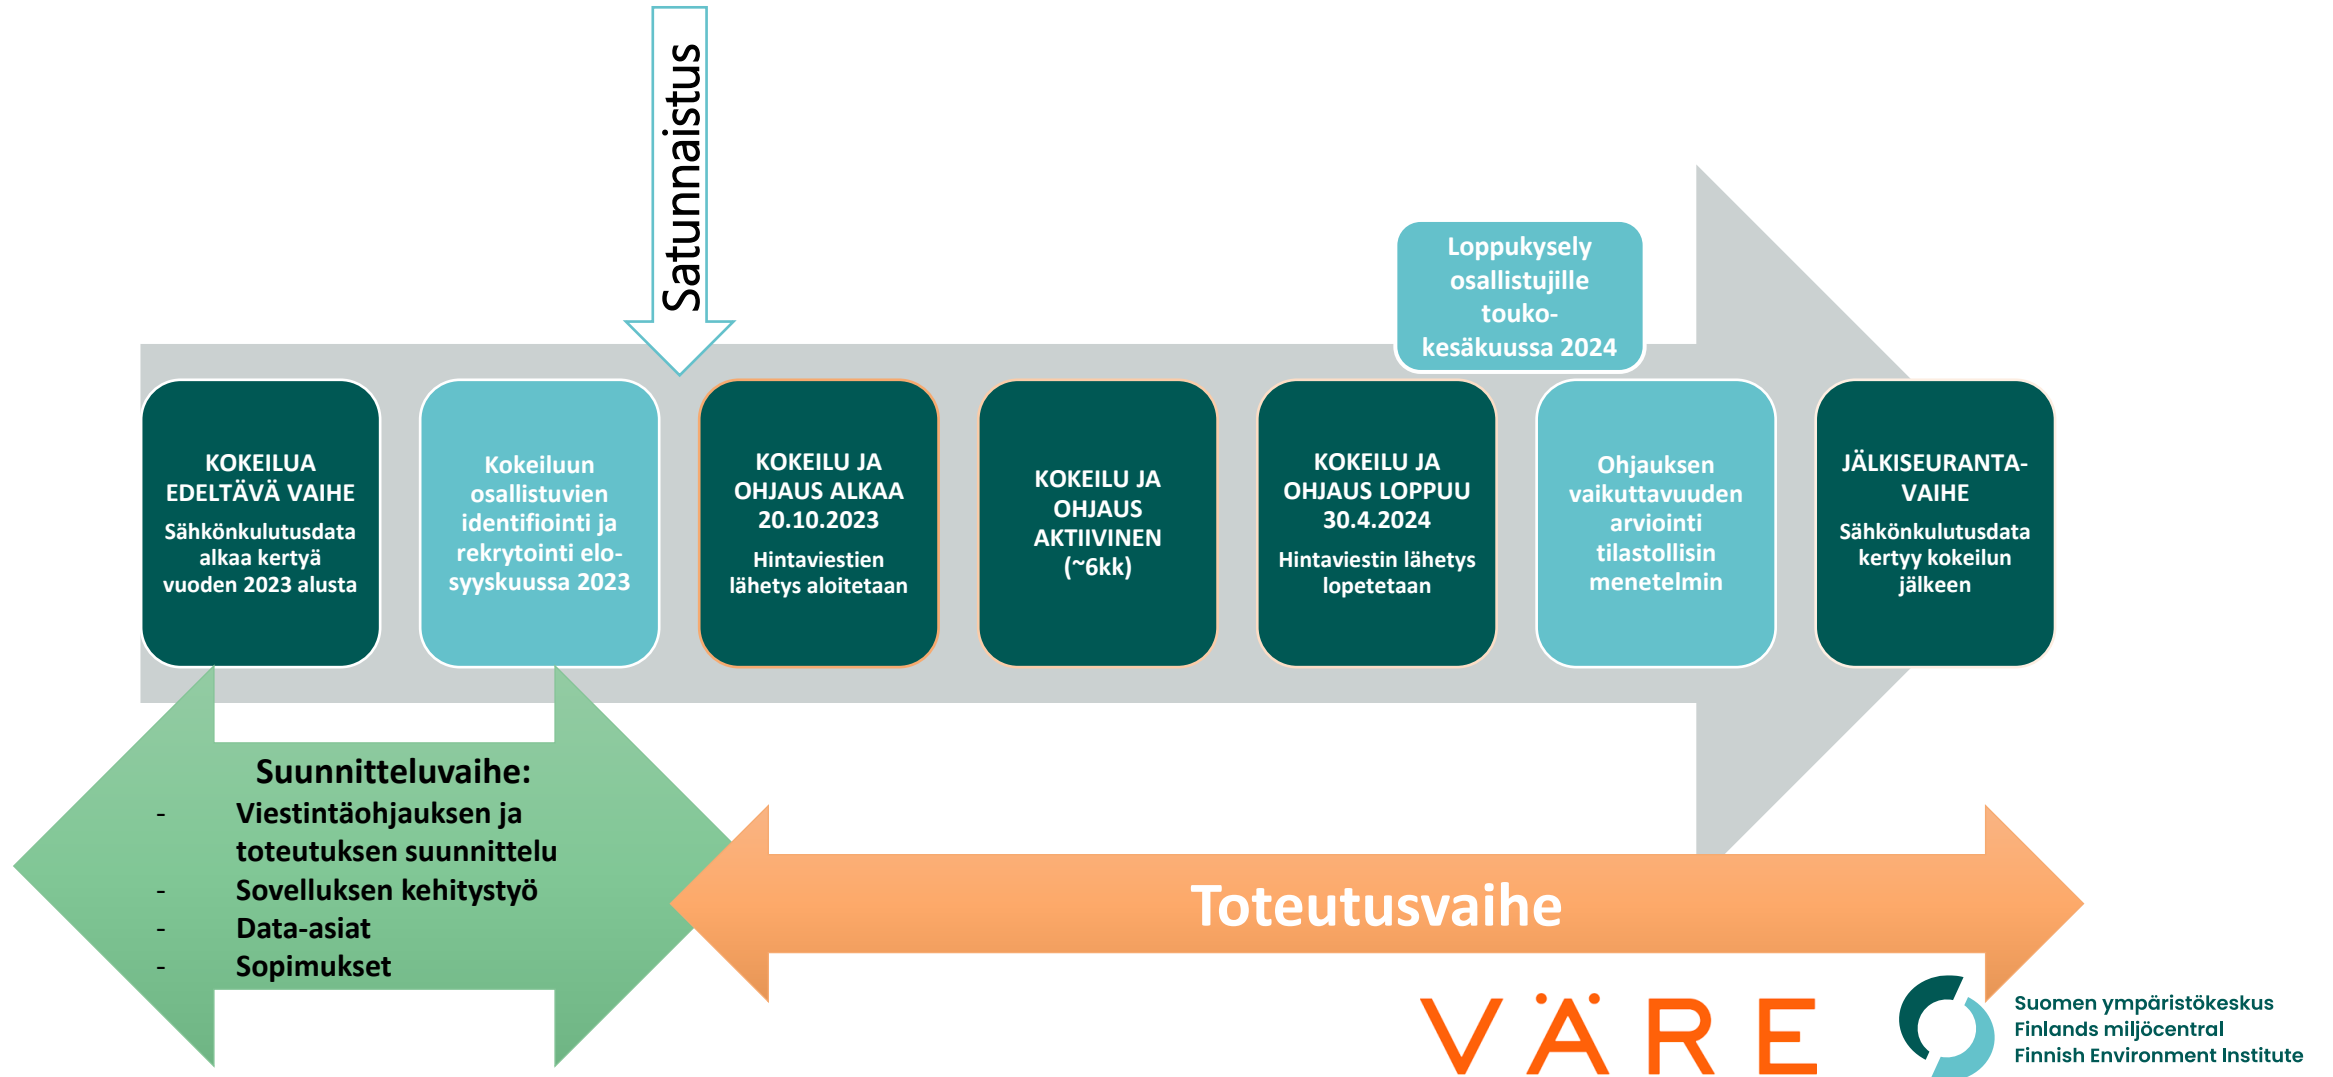 Satunnaistus
Loppukysely
osallistujille
touko-
kesäkuussa 2024
KOKEILUA
EDELTÄVÄ VAIHE
Sähkönkulutusdata
alkaa kertyä
vuoden 2023 alusta
Kokeiluun
osallistuvien
identifiointi ja
rekrytointi elo-
syyskuussa 2023
KOKEILU JA
OHJAUS ALKAA
20.10.2023
Hintaviestien
lähetys aloitetaan
KOKEILU JA
OHJAUS
AKTIIVINEN
(~6kk)
KOKEILU JA
OHJAUS LOPPUU
30.4.2024
Hintaviestin lähetys
lopetetaan
Ohjauksen
vaikuttavuuden
arviointi
tilastollisin
menetelmin
JÄLKISEURANTA-
VAIHE
Sähkönkulutusdata
kertyy kokeilun
jälkeen
Suunnitteluvaihe:
- Viestintäohjauksen ja
toteutuksen suunnittelu
- Sovelluksen kehitystyö
- Data-asiat
- Sopimukset
Toteutusvaihe
VÄRE
Suomen ympäristökeskus
Finlands miljöcentral
Finnish Environment Institute